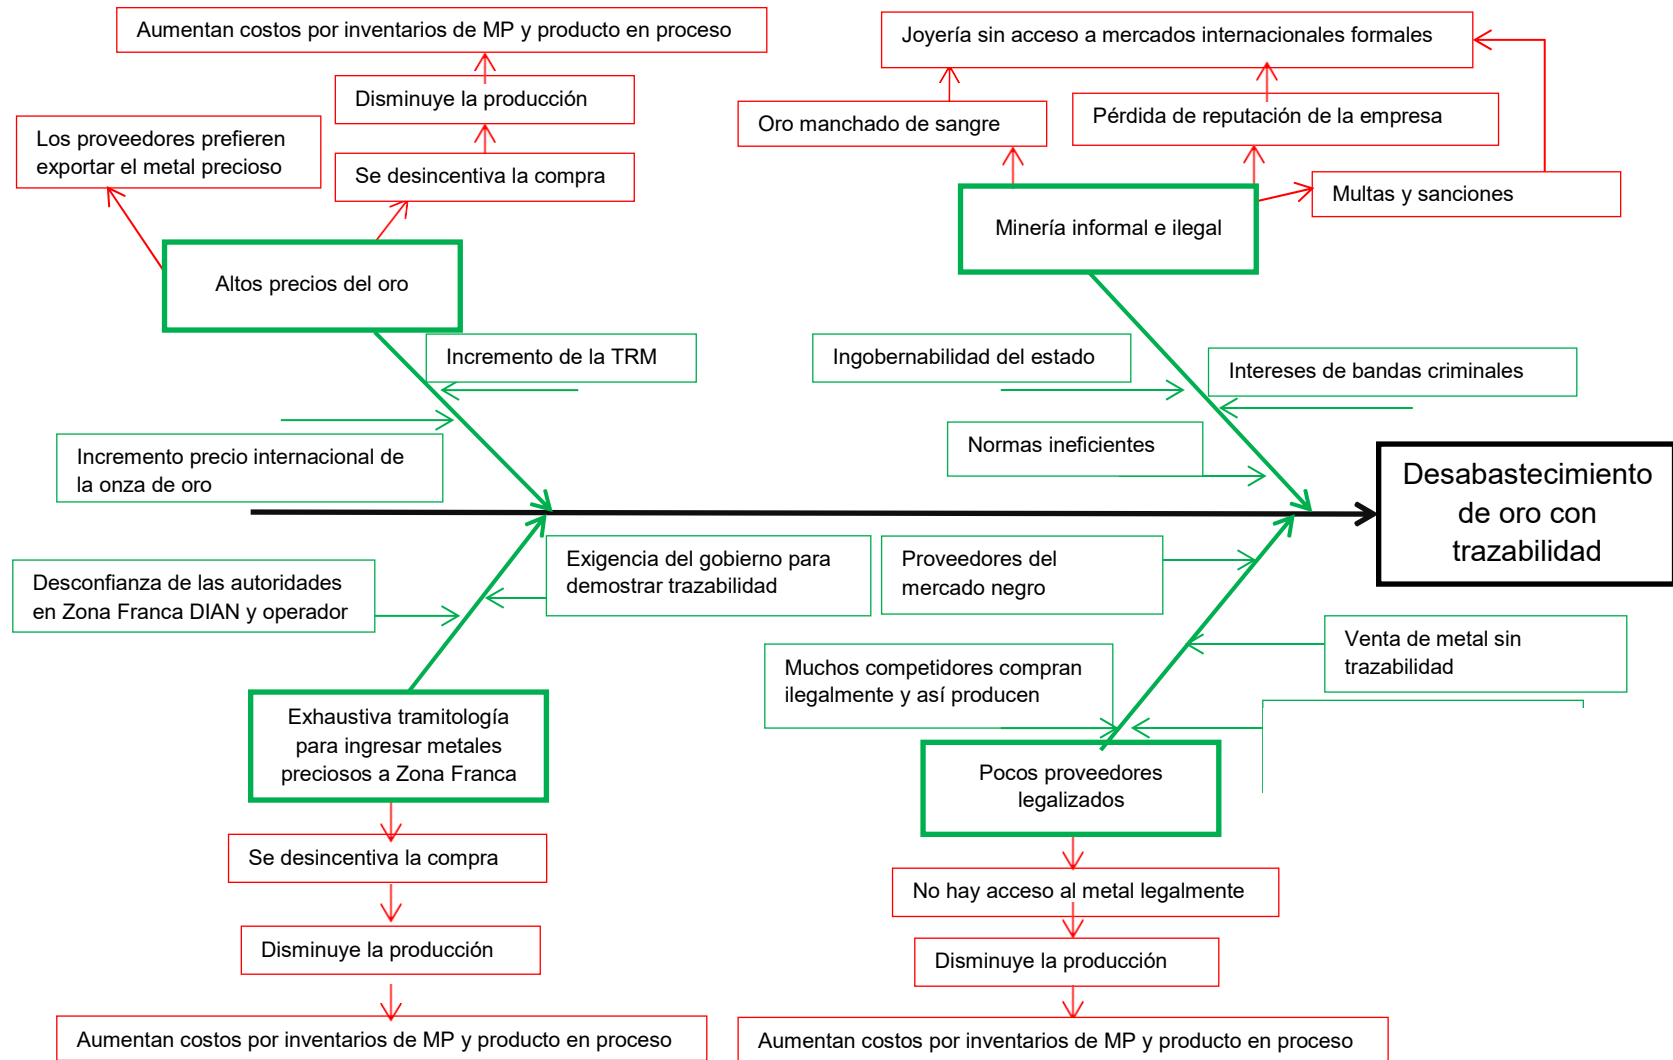 Aumentan costos por inventarios de MP y producto en proceso
Joyería sin acceso a mercados internacionales formales
Disminuye la producción
Oro manchado de sangre
Pérdida de reputación de la empresa
Los proveedores prefieren
exportar el metal precioso
Se desincentiva la compra
Multas y sanciones
Minería informal e ilegal
Altos precios del oro
Incremento de la TRM
Ingobernabilidad del estado
Intereses de bandas criminales
Incremento precio internacional de
la onza de oro
Normas ineficientes
Desabastecimiento
de oro con
trazabilidad
Desconfianza de las autoridades
en Zona Franca DIAN y operador
Exigencia del gobierno para
demostrar trazabilidad
Proveedores del
mercado negro
Muchos competidores compran
ilegalmente y así producen
Venta de metal sin
trazabilidad
Exhaustiva tramitología
para ingresar metales
preciosos a Zona Franca
Pocos proveedores
legalizados
Se desincentiva la compra
No hay acceso al metal legalmente
Disminuye la producción
Disminuye la producción
Aumentan costos por inventarios de MP y producto en proceso
Aumentan costos por inventarios de MP y producto en proceso